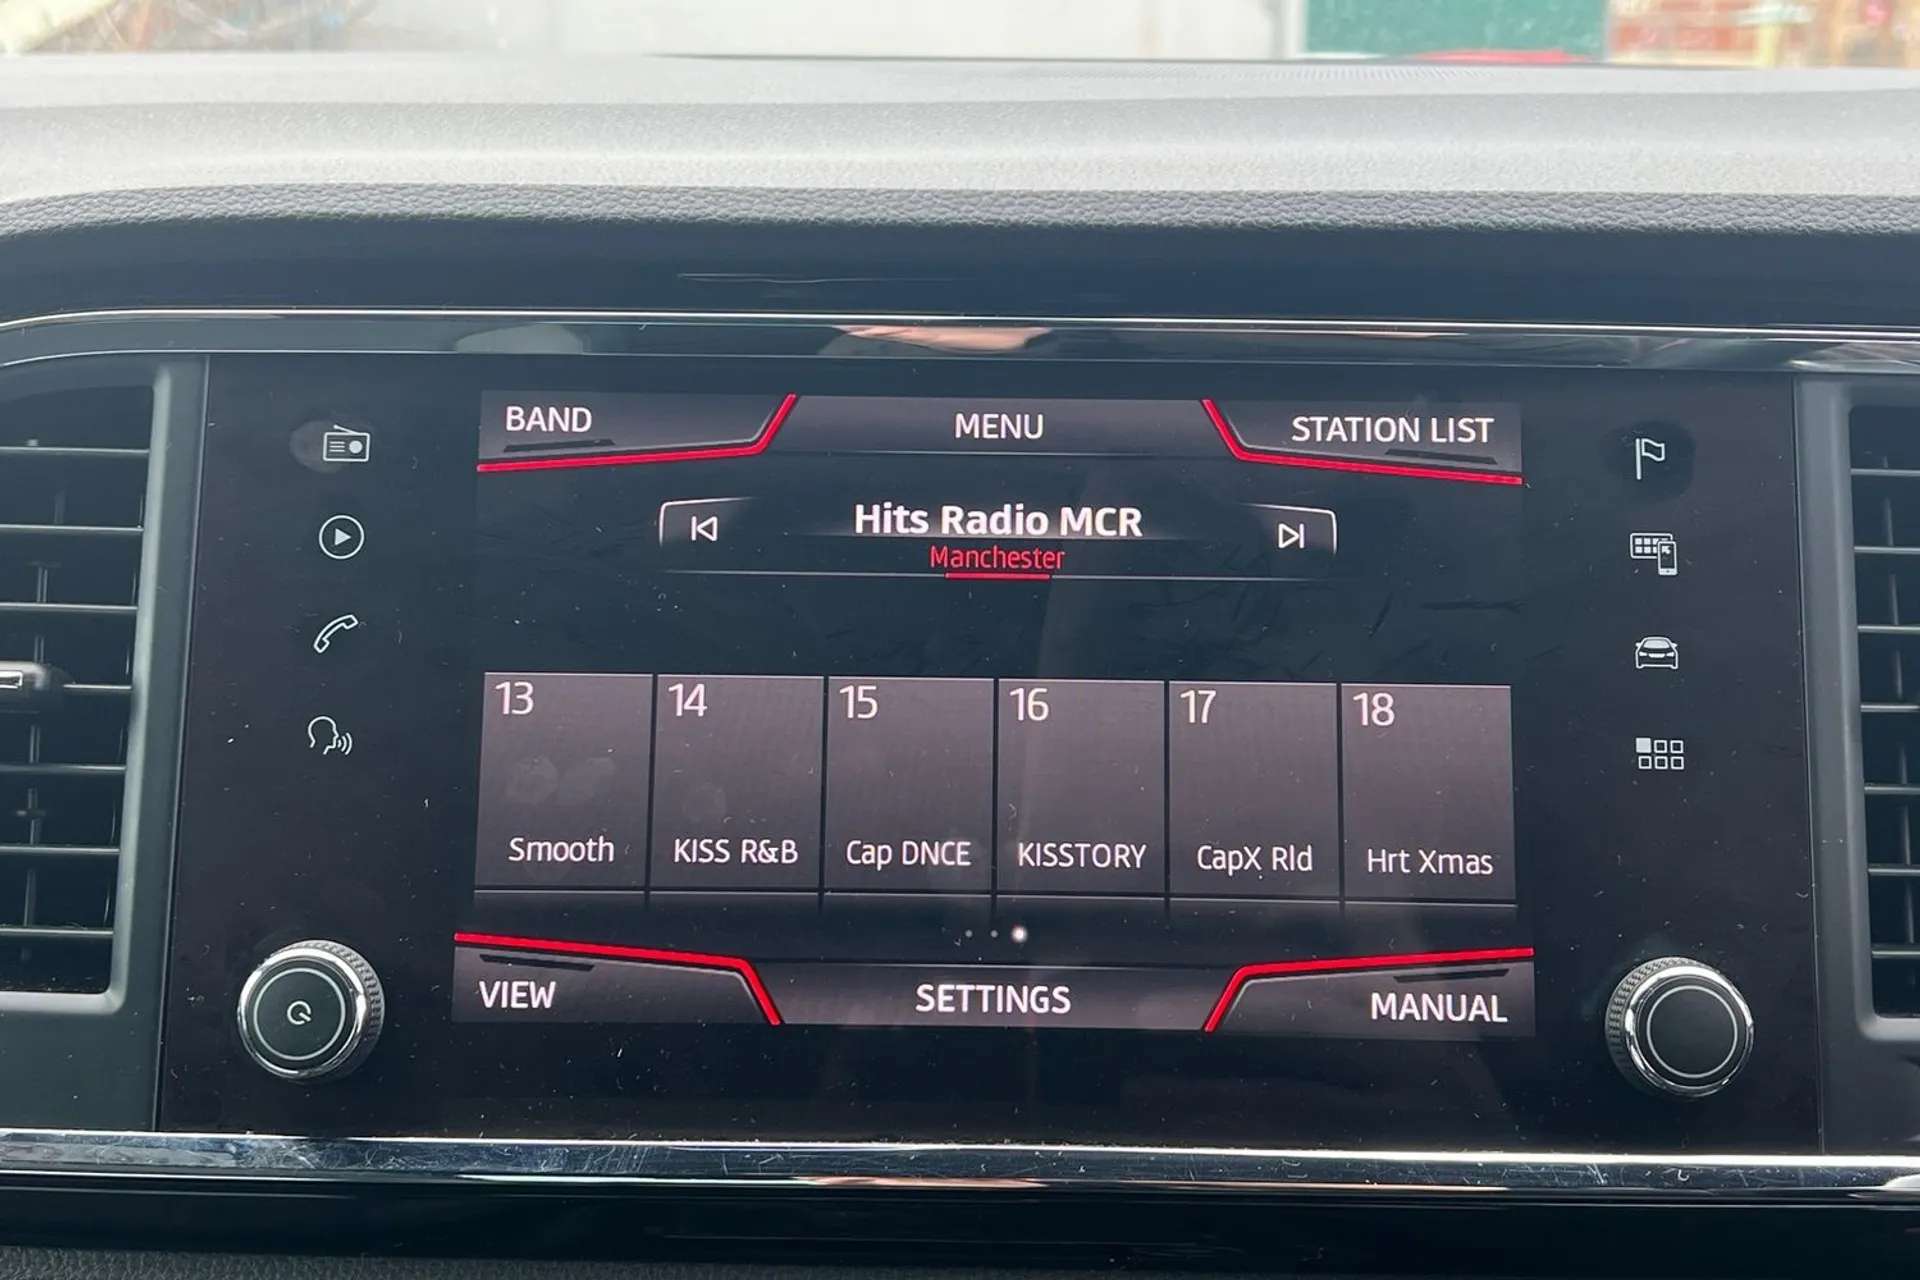 BAND
MENU
STATION LIST
Hits Radio MCR
Manchester
13
14
15
16
17
18
Smooth
KISS R&B
Cap DNCE
KISSTORY
CapX Rld
Hrt Xmas
VIEW
SETTINGS
MANUAL